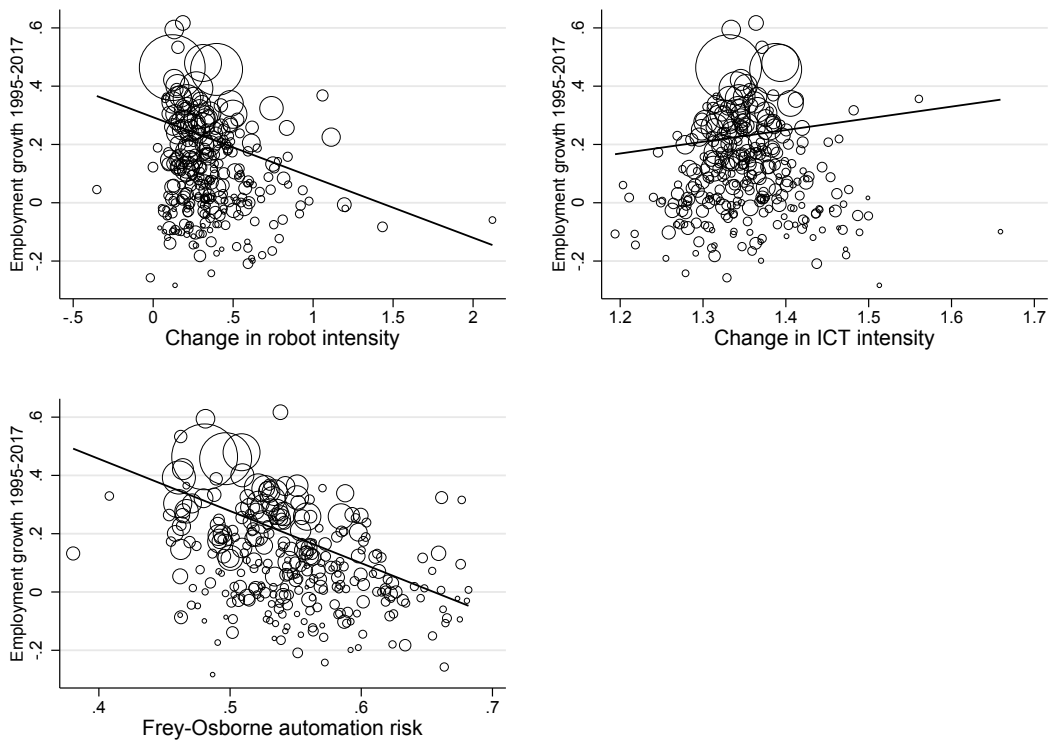 Employment growth 1995-2017
.6
.4
.2
0
-.2
-.5 0 .5 1 1.5 2
Change in robot intensity
Employment growth 1995-2017
.6
.4
.2
0
-.2
1.2 1.3 1.4 1.5 1.6 1.7
Change in ICT intensity
Employment growth 1995-2017
.6
.4
.2
0
-.2
.4 .5 .6 .7
Frey-Osborne automation risk